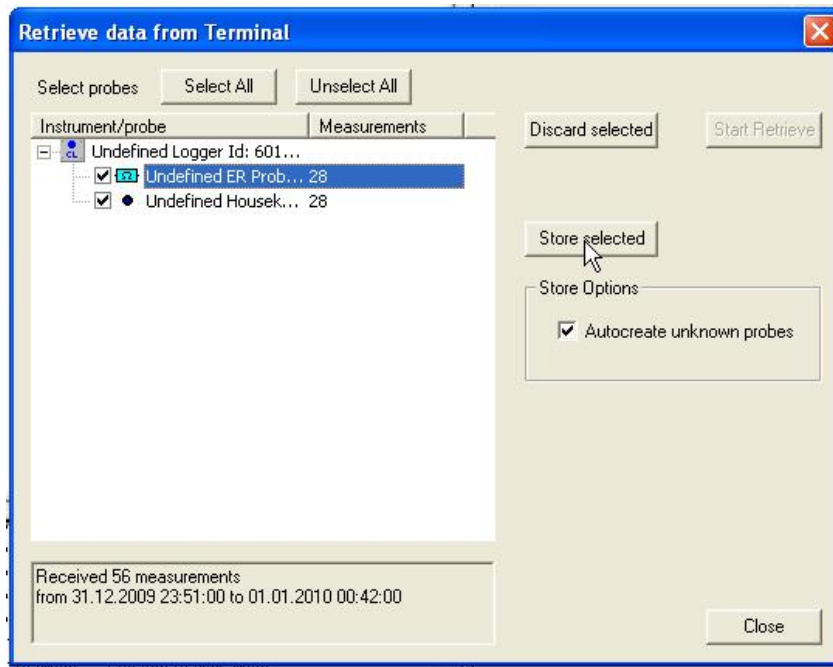 Retrieve data from Terminal
Select probes Select All Unselect All
Instrument/probe Measurements
Discard selected Start Retrieve
Undefined Logger Id: 601...
Undefined ER Prob... 28
Undefined Housek... 28
Store selected
Store Options
Autocreate unknown probes
Received 56 measurements
from 31.12.2009 23:51:00 to 01.01.2010 00:42:00
Close